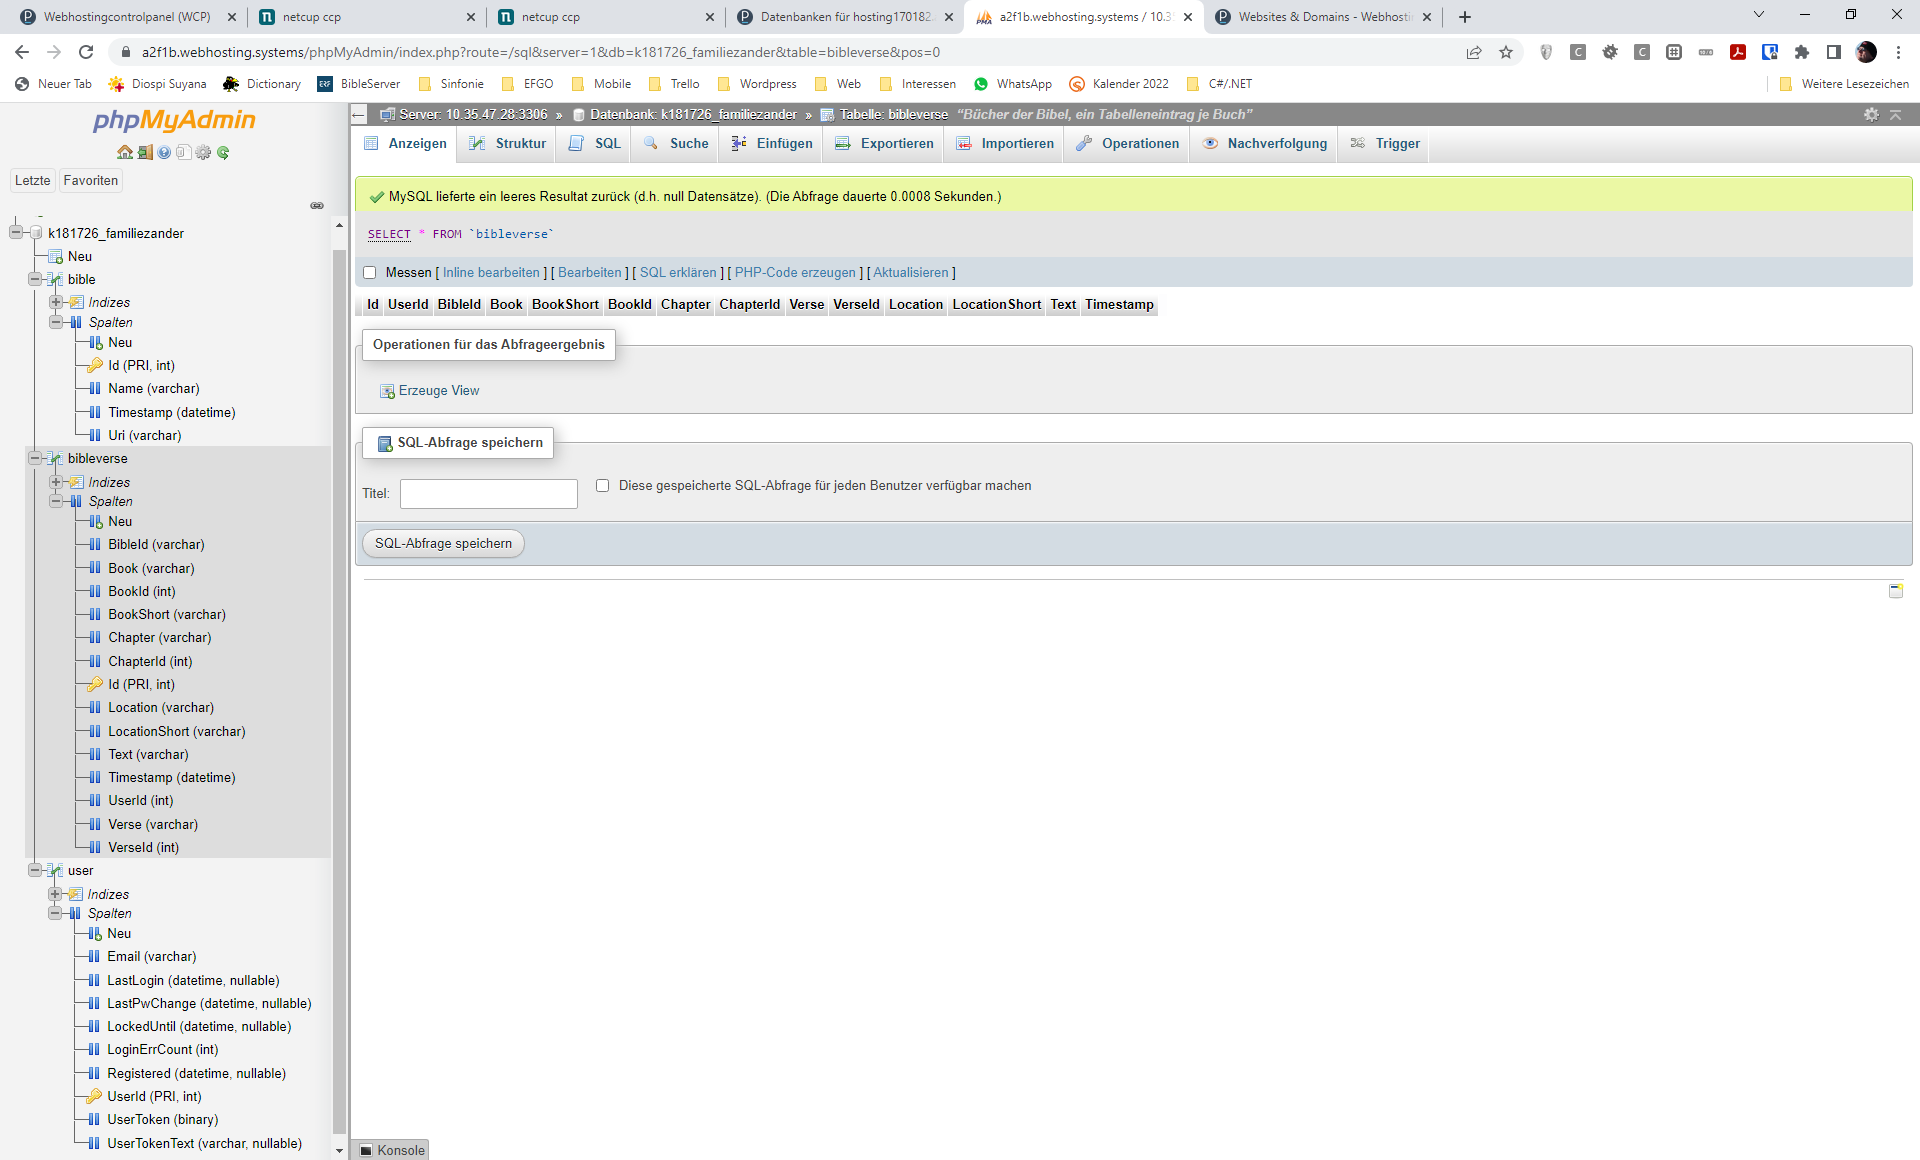 Webhostingcontrolpanel (WCP)
netcup ccp
netcup ccp
Datenbanken für hosting170182
a2f1b.webhosting.systems / 10.3
Websites & Domains - Webhosti
a2f1b.webhosting.systems/phpMyAdmin/index.php?route=/sql&server=1&db=k181726_familiezander&table=bibleverse&pos=0
Neuer Tab
Diospi Suyana
Dictionary
BibleServer
Sinfonie
EFGO
Mobile
Trello
Wordpress
Web
Interessen
WhatsApp
Kalender 2022
C#/.NET
Weitere Lesezeichen
phpMyAdmin
Letzte
Favoriten
k181726_familiezander
Neu
bible
Indizes
Spalten
Neu
Id (PRI, int)
Name (varchar)
Timestamp (datetime)
Uri (varchar)
bibleverse
Indizes
Spalten
Neu
BibleId (varchar)
Book (varchar)
BookId (int)
BookShort (varchar)
Chapter (varchar)
ChapterId (int)
Id (PRI, int)
Location (varchar)
LocationShort (varchar)
Text (varchar)
Timestamp (datetime)
UserId (int)
Verse (varchar)
VerseId (int)
user
Indizes
Spalten
Neu
Email (varchar)
LastLogin (datetime, nullable)
LastPwChange (datetime, nullable)
LockedUntil (datetime, nullable)
LoginErrCount (int)
Registered (datetime, nullable)
UserId (PRI, int)
UserToken (binary)
UserTokenText (varchar, nullable)
Server: 10.35.47.28:3306 » Datenbank: k181726_familiezander » Tabelle: bibleverse "Bücher der Bibel, ein Tabelleneintrag je Buch"
Anzeigen
Struktur
SQL
Suche
Einfügen
Exportieren
Importieren
Operationen
Nachverfolgung
Trigger
MySQL lieferte ein leeres Resultat zurück (d.h. null Datensätze). (Die Abfrage dauerte 0.0008 Sekunden.)
SELECT * FROM `bibleverse`
Messen [ Inline bearbeiten ] [ Bearbeiten ] [ SQL erklären ] [ PHP-Code erzeugen ] [ Aktualisieren ]
Id UserId BibleId Book BookShort BookId Chapter ChapterId Verse VerseId Location LocationShort Text Timestamp
Operationen für das Abfrageergebnis
Erzeuge View
SQL-Abfrage speichern
Titel:
Diese gespeicherte SQL-Abfrage für jeden Benutzer verfügbar machen
SQL-Abfrage speichern
Konsole